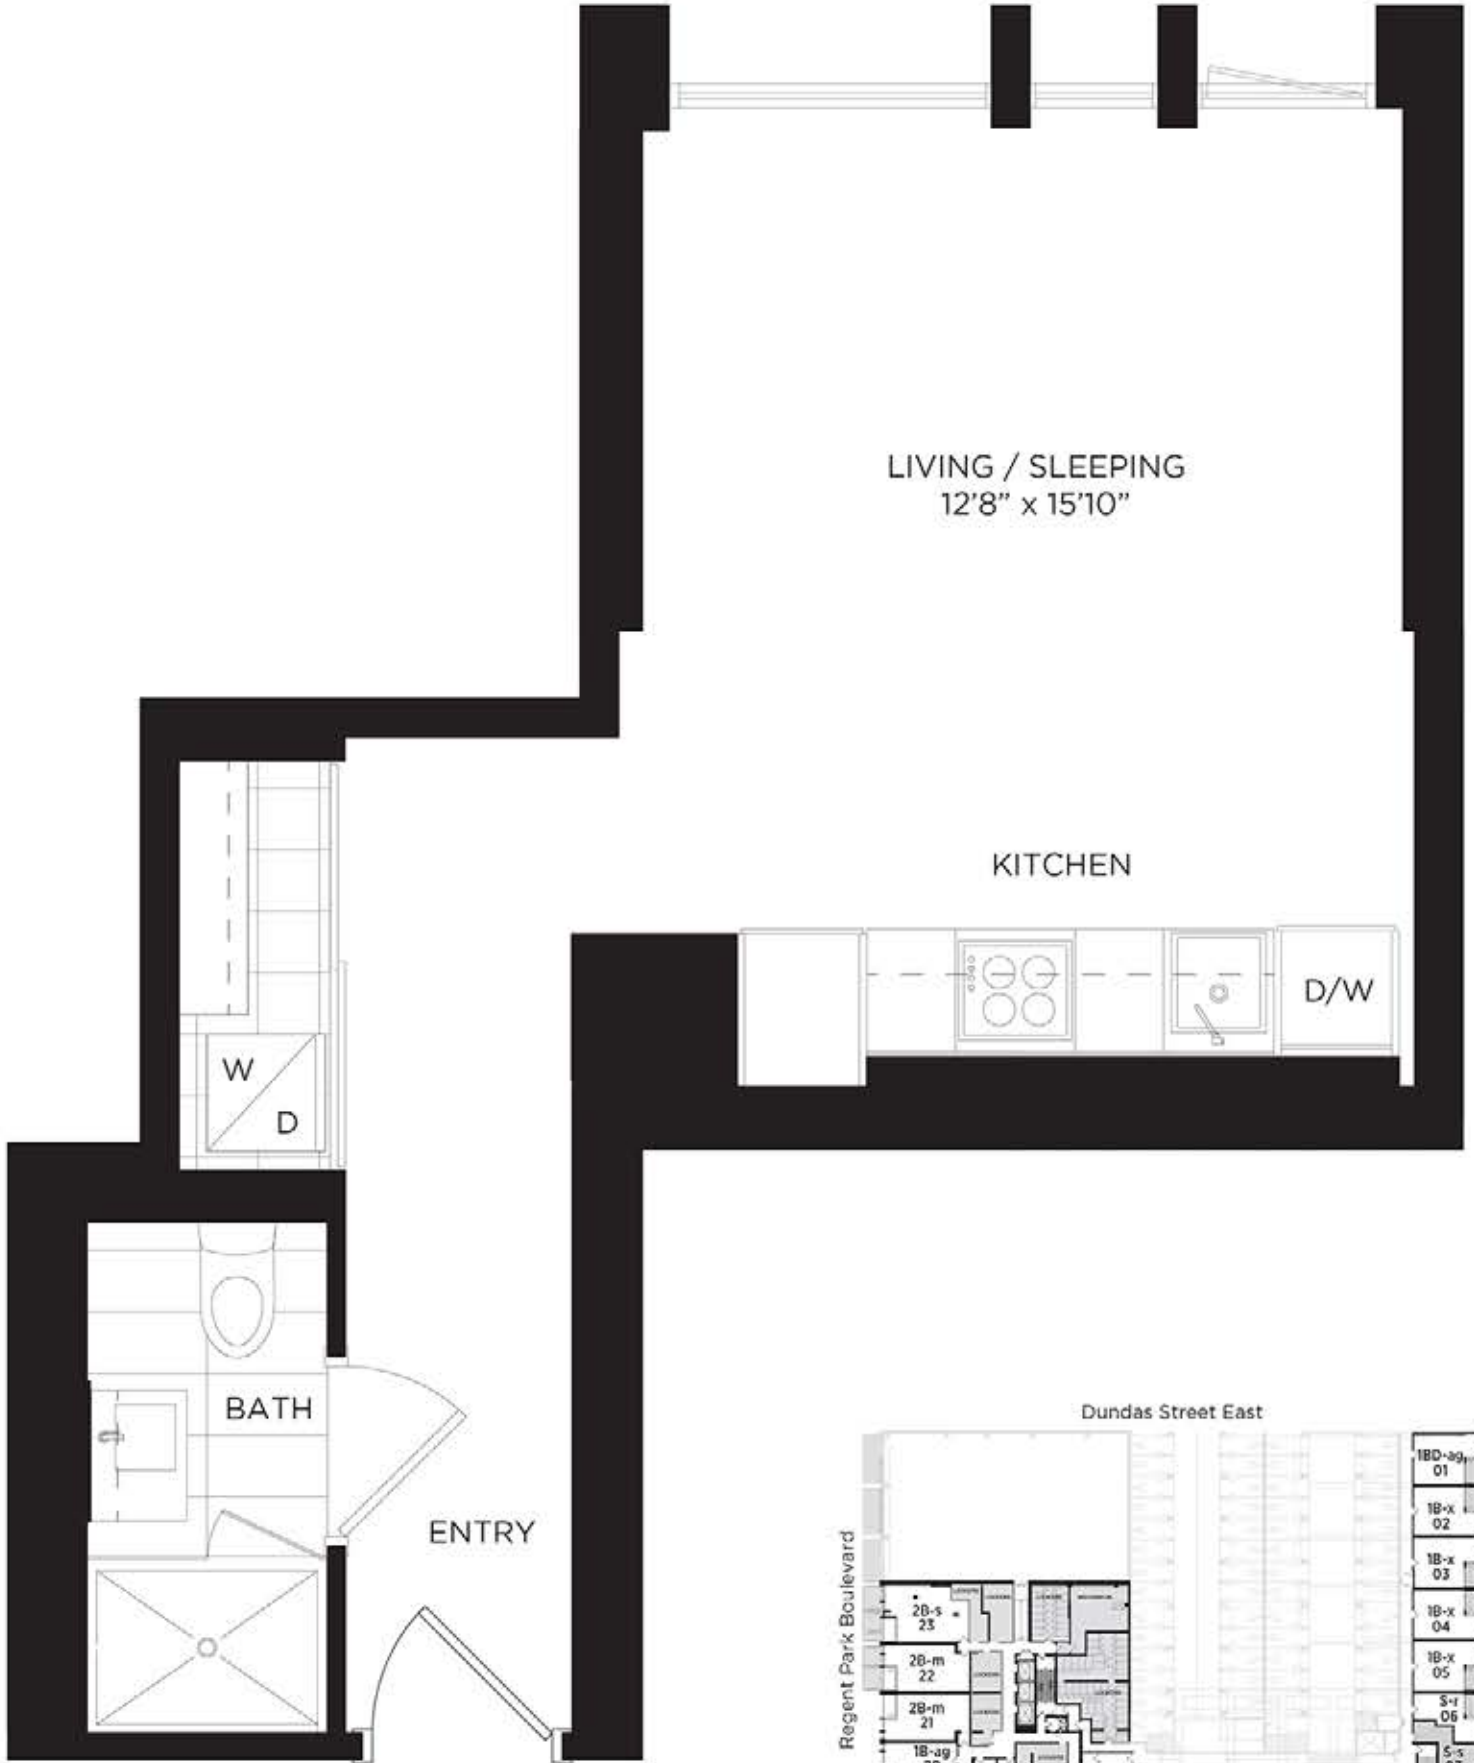 LIVING / SLEEPING
12'8" x 15'10"
KITCHEN
D/W
W
D
BATH
ENTRY
Dundas Street East
Regent Park Boulevard
1BD-ag
01
1B-x
02
1B-x
03
1B-x
04
1B-x
05
S-r
06
2B-s
23
2B-m
22
2B-m
21
1B-ag